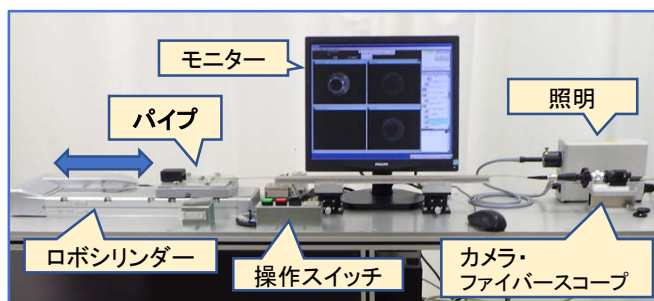 モニター
照明
パイプ
PHILIPS
ロボシリンダー
操作スイッチ
カメラ・
ファイバースコープ